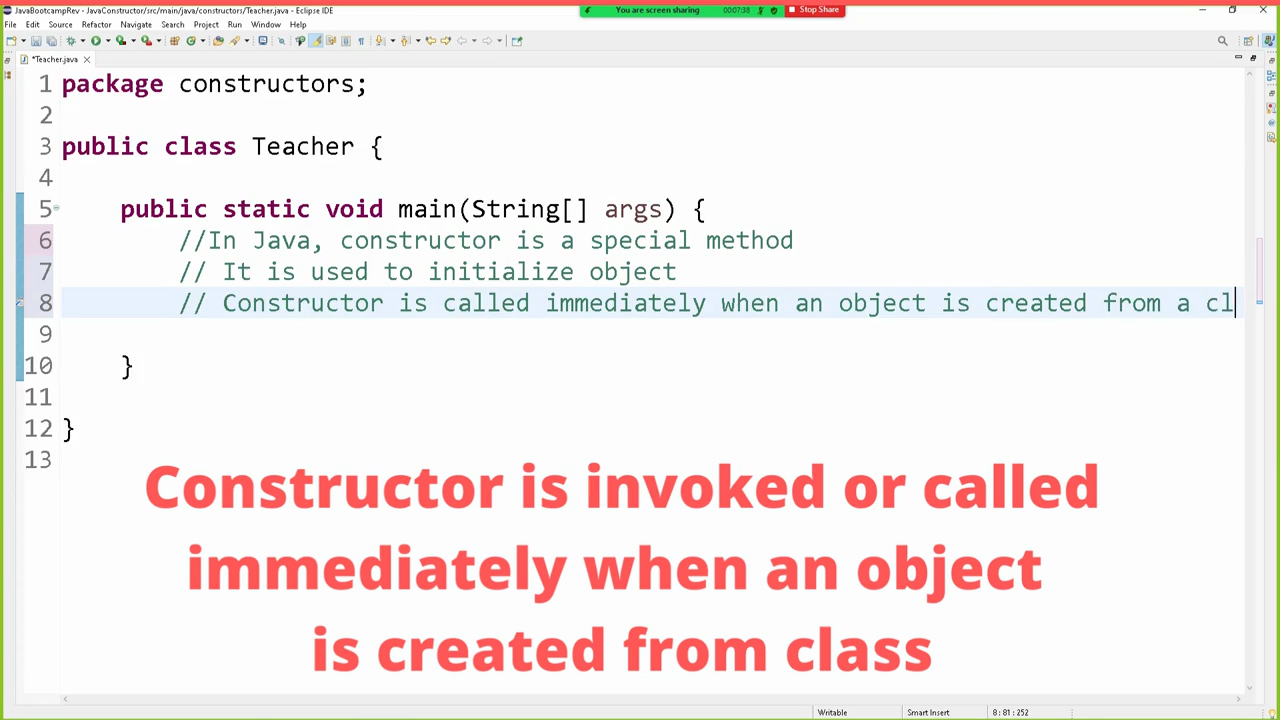 JavaBootcampRev - JavaConstructor/src/main/java/constructors/Teacher.java - Eclipse IDE
You are screen sharing
00:07:38
Stop Share
File Edit Source Refactor Navigate Search Project Run Window Help
*Teacher.java
1 package constructors;
2
3 public class Teacher {
4
5 public static void main(String[] args) {
6 //In Java, constructor is a special method
7 // It is used to initialize object
8 // Constructor is called immediately when an object is created from a cl
9
10 }
11
12 }
13
Constructor is invoked or called
immediately when an object
is created from class
Writable Smart Insert 8 : 81 : 252